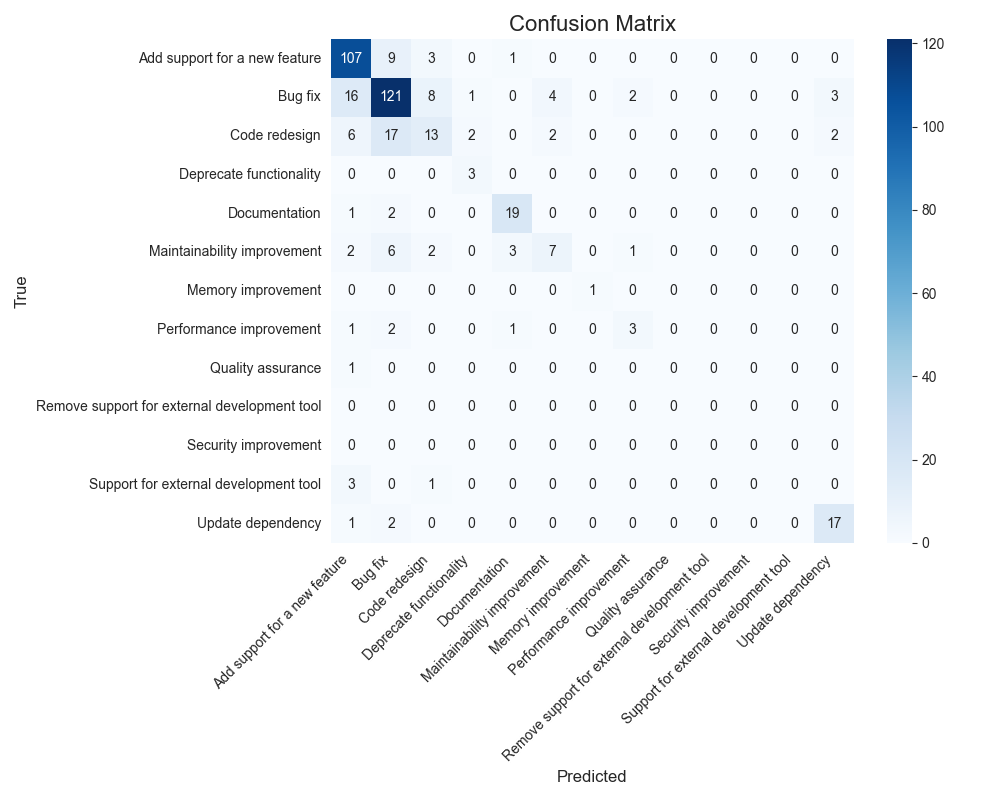 Confusion Matrix
Add support for a new feature 107 9 3 0 1 0 0 0 0 0 0 0 0
Bug fix 16 121 8 1 0 4 0 2 0 0 0 0 3
Code redesign 6 17 13 2 0 2 0 0 0 0 0 0 2
Deprecate functionality 0 0 0 3 0 0 0 0 0 0 0 0 0
Documentation 1 2 0 0 19 0 0 0 0 0 0 0 0
Maintainability improvement 2 6 2 0 3 7 0 1 0 0 0 0 0
Memory improvement 0 0 0 0 0 0 1 0 0 0 0 0 0
Performance improvement 1 2 0 0 1 0 0 3 0 0 0 0 0
Quality assurance 1 0 0 0 0 0 0 0 0 0 0 0 0
Remove support for external development tool 0 0 0 0 0 0 0 0 0 0 0 0 0
Security improvement 0 0 0 0 0 0 0 0 0 0 0 0 0
Support for external development tool 3 0 1 0 0 0 0 0 0 0 0 0 0
Update dependency 1 2 0 0 0 0 0 0 0 0 0 0 17
True
Add support for a new feature
Bug fix
Code redesign
Deprecate functionality
Documentation
Maintainability improvement
Memory improvement
Performance improvement
Quality assurance
Remove support for external development tool
Security improvement
Support for external development tool
Update dependency
Predicted
120
100
80
60
40
20
0